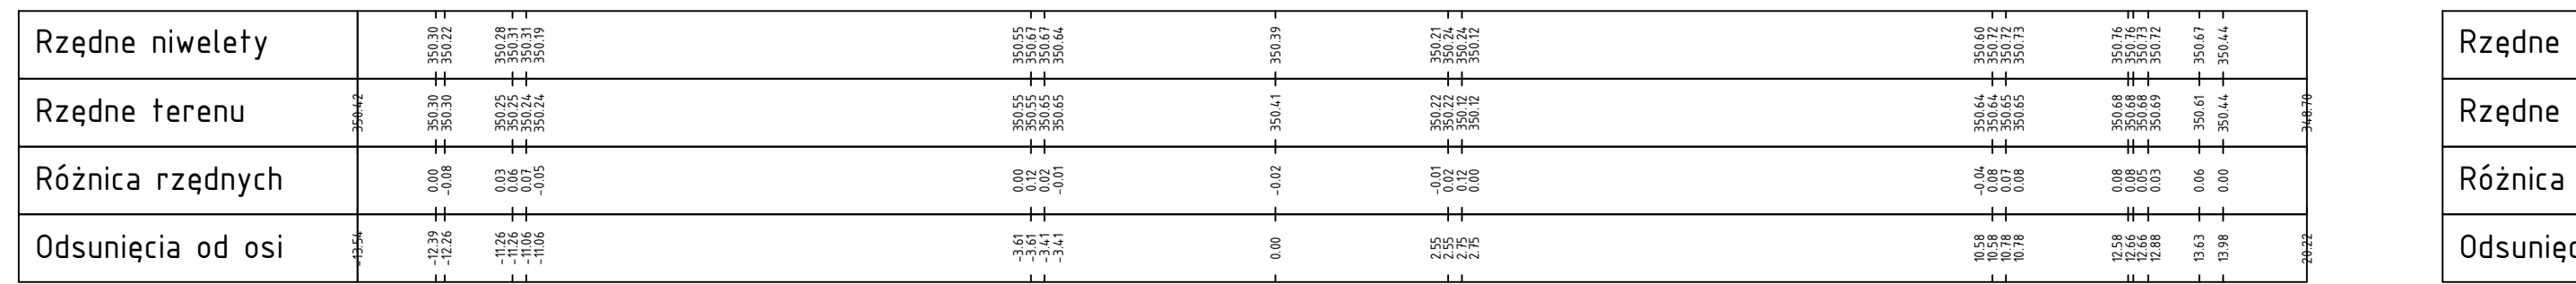 Rzędne niwelety 350.30 350.22 350.28 350.31 350.31 350.19 350.55 350.67 350.67 350.64 350.39 350.21 350.24 350.24 350.12 350.60 350.72 350.72 350.73 350.76 350.76 350.73 350.72 350.67 350.44 Rzędne
Rzędne terenu 350.42 350.30 350.30 350.25 350.25 350.24 350.24 350.55 350.55 350.65 350.65 350.41 350.22 350.22 350.12 350.12 350.64 350.64 350.65 350.65 350.68 350.68 350.68 350.69 350.61 350.44 348.70 Rzędne
Różnica rzędnych 0.00 -0.08 0.03 0.06 0.07 -0.05 0.00 0.12 0.02 -0.01 -0.02 -0.01 0.02 0.12 0.00 -0.04 0.08 0.07 0.08 0.08 0.08 0.05 0.03 0.06 0.00 Różnica
Odsunięcia od osi -13.54 -12.39 -12.26 -11.26 -11.26 -11.06 -11.06 -3.61 -3.61 -3.41 -3.41 0.00 2.55 2.55 2.75 2.75 10.58 10.58 10.78 10.78 12.58 12.66 12.66 12.88 13.63 13.98 20.22